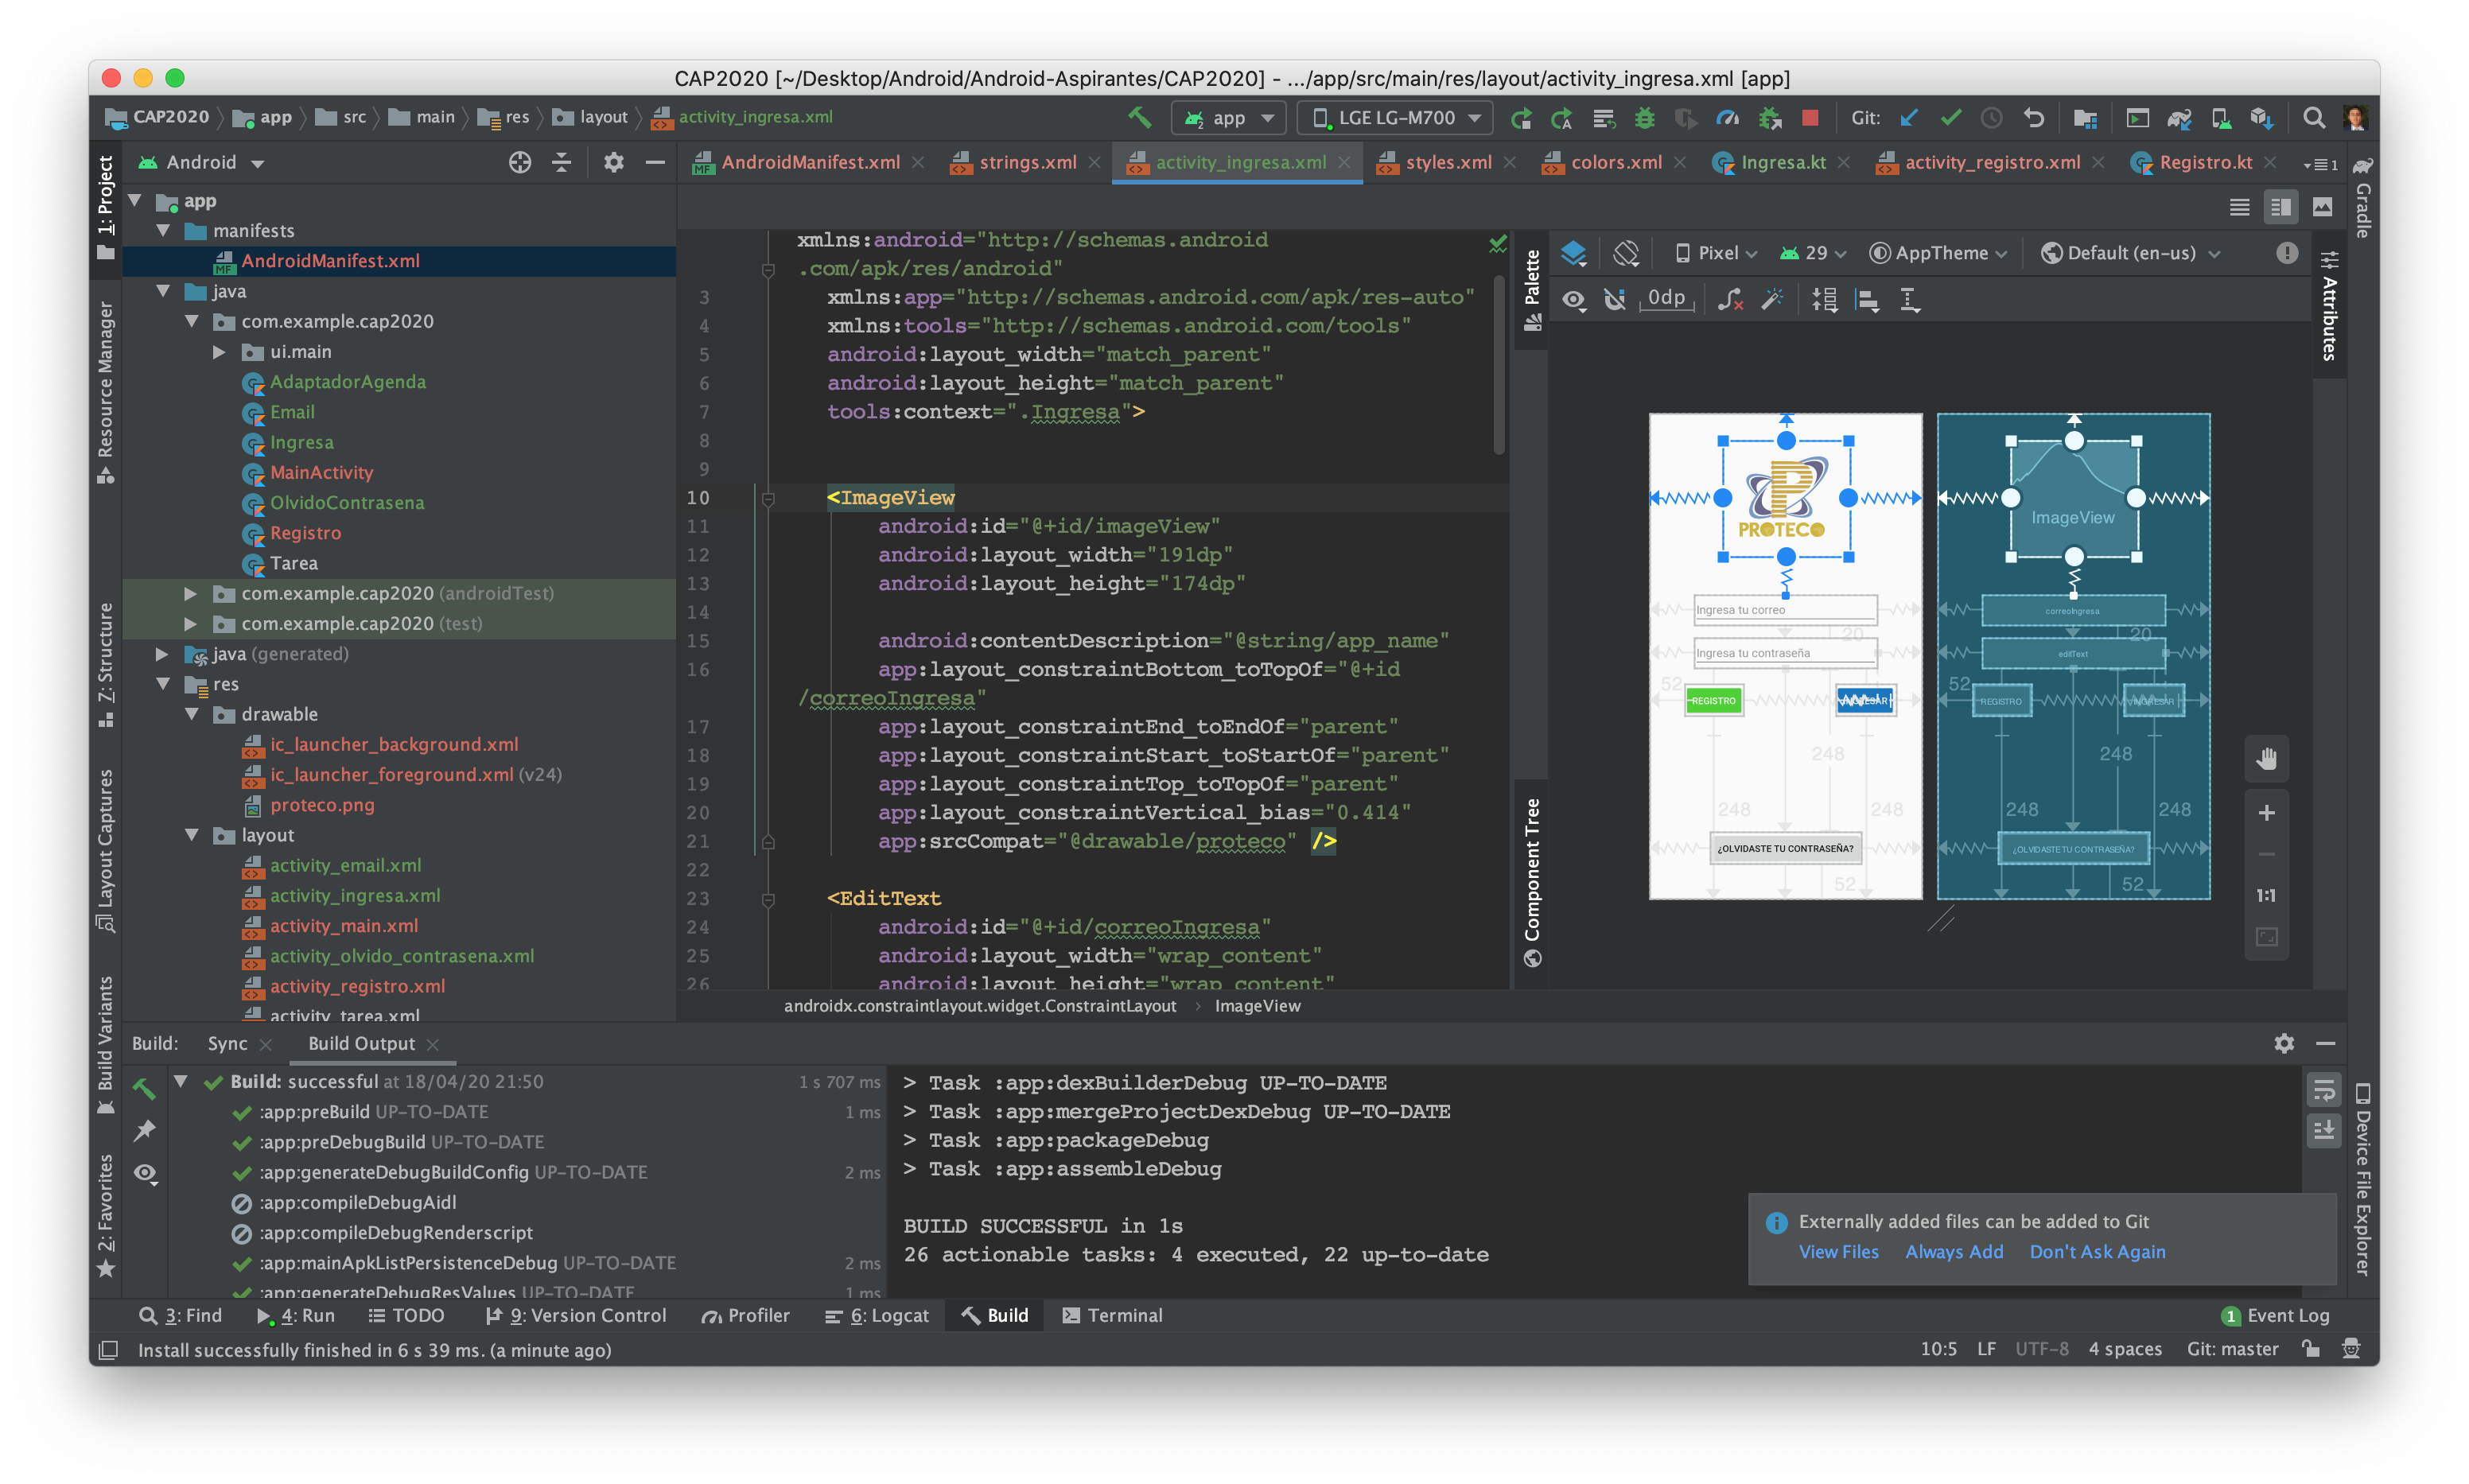 CAP2020 [~/Desktop/Android/Android-Aspirantes/CAP2020] - .../app/src/main/res/layout/activity_ingresa.xml [app]
CAP2020 app src main res layout activity_ingresa.xml
app LGE LG-M700 Git:
1: Project
Resource Manager
Z: Structure
Layout Captures
Build Variants
2: Favorites
Android
app
manifests
AndroidManifest.xml
java
com.example.cap2020
ui.main
AdaptadorAgenda
Email
Ingresa
MainActivity
OlvidoContrasena
Registro
Tarea
com.example.cap2020 (androidTest)
com.example.cap2020 (test)
java (generated)
res
drawable
ic_launcher_background.xml
ic_launcher_foreground.xml (v24)
proteco.png
layout
activity_email.xml
activity_ingresa.xml
activity_main.xml
activity_olvido_contrasena.xml
activity_registro.xml
activity_tarea.xml
AndroidManifest.xml strings.xml activity_ingresa.xml styles.xml colors.xml Ingresa.kt activity_registro.xml Registro.kt 1
xmlns:android="http://schemas.android
.com/apk/res/android"
3 xmlns:app="http://schemas.android.com/apk/res-auto"
4 xmlns:tools="http://schemas.android.com/tools"
5 android:layout_width="match_parent"
6 android:layout_height="match_parent"
7 tools:context=".Ingresa">
8
9
10 <ImageView
11 android:id="@+id/imageView"
12 android:layout_width="191dp"
13 android:layout_height="174dp"
14
15 android:contentDescription="@string/app_name"
16 app:layout_constraintBottom_toTopOf="@+id
/correoIngresa"
17 app:layout_constraintEnd_toEndOf="parent"
18 app:layout_constraintStart_toStartOf="parent"
19 app:layout_constraintTop_toTopOf="parent"
20 app:layout_constraintVertical_bias="0.414"
21 app:srcCompat="@drawable/proteco" />
22
23 <EditText
24 android:id="@+id/correoIngresa"
25 android:layout_width="wrap_content"
26 android:layout_height="wrap_content"
androidx.constraintlayout.widget.ConstraintLayout ImageView
Palette
Component Tree
Pixel 29 AppTheme Default (en-us)
0dp
PROTECO
Ingresa tu correo
20
Ingresa tu contraseña
52
REGISTRO
248
248 248
¿OLVIDASTE TU CONTRASEÑA?
52
ImageView
correoIngresa
20
editText
52
REGISTRO INGRESAR
248
248 248
¿OLVIDASTE TU CONTRASEÑA?
52
1:1
Gradle
Attributes
Device File Explorer
Build: Sync Build Output
Build: successful at 18/04/20 21:50 1 s 707 ms
:app:preBuild UP-TO-DATE 1 ms
:app:preDebugBuild UP-TO-DATE
:app:generateDebugBuildConfig UP-TO-DATE 2 ms
:app:compileDebugAidl
:app:compileDebugRenderscript
:app:mainApkListPersistenceDebug UP-TO-DATE 2 ms
:app:generateDebugResValues UP-TO-DATE 1 ms
> Task :app:dexBuilderDebug UP-TO-DATE
> Task :app:mergeProjectDexDebug UP-TO-DATE
> Task :app:packageDebug
> Task :app:assembleDebug
BUILD SUCCESSFUL in 1s
26 actionable tasks: 4 executed, 22 up-to-date
Externally added files can be added to Git
View Files Always Add Don't Ask Again
3: Find 4: Run TODO 9: Version Control Profiler 6: Logcat Build Terminal 1 Event Log
Install successfully finished in 6 s 39 ms. (a minute ago) 10:5 LF UTF-8 4 spaces Git: master